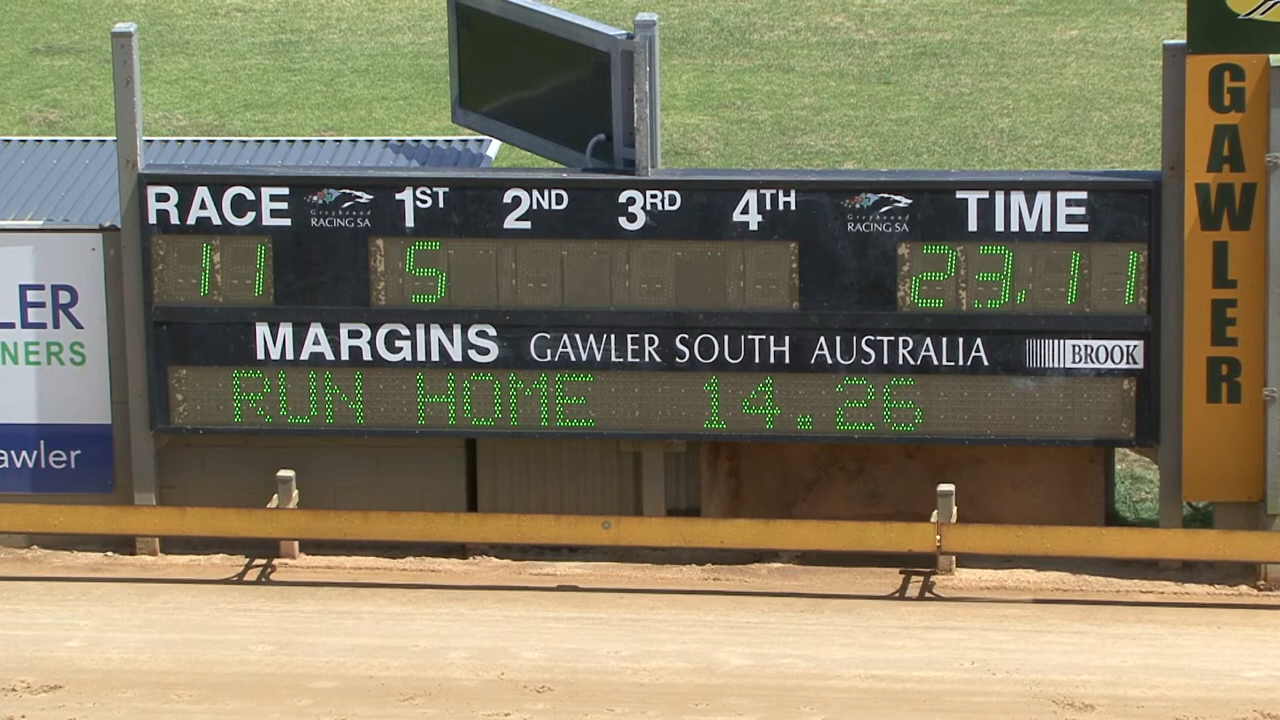 RACE
Greyhound
RACING SA
1ST 2ND 3RD 4TH
Greyhound
RACING SA
TIME
11 5 23.11
MARGINS GAWLER SOUTH AUSTRALIA BROOK
RUN HOME 14.26
GAWLER
LER
NERS
awler